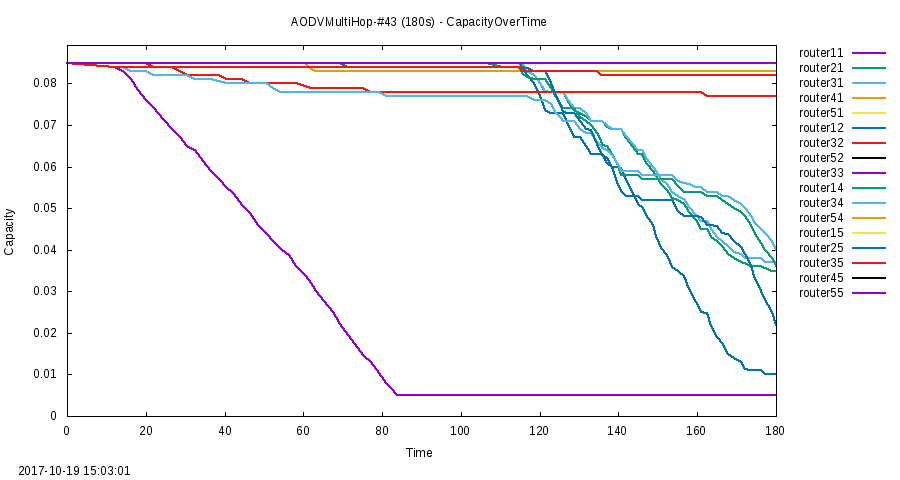 AODVMultiHop-#43 (180s) - CapacityOverTime
router11
router21
router31
router41
router51
router12
router32
router52
router33
router14
router34
router54
router15
router25
router35
router45
router55
0.08
0.07
0.06
0.05
0.04
0.03
0.02
0.01
0
Capacity
0 20 40 60 80 100 120 140 160 180
Time
2017-10-19 15:03:01